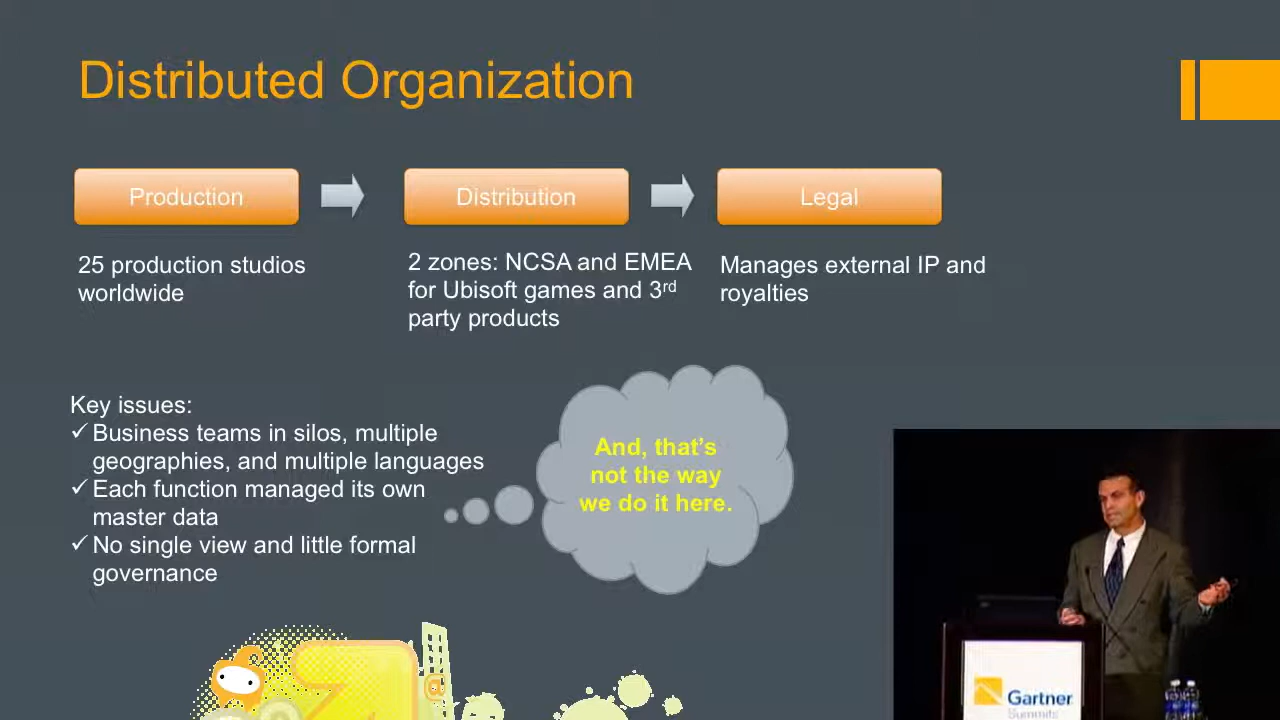 Distributed Organization
Production
Distribution
Legal
25 production studios
worldwide
2 zones: NCSA and EMEA
for Ubisoft games and 3rd
party products
Manages external IP and
royalties
Key issues:
✓ Business teams in silos, multiple
geographies, and multiple languages
✓ Each function managed its own
master data
✓ No single view and little formal
governance
And, that's
not the way
we do it here.
Gartner
Summits